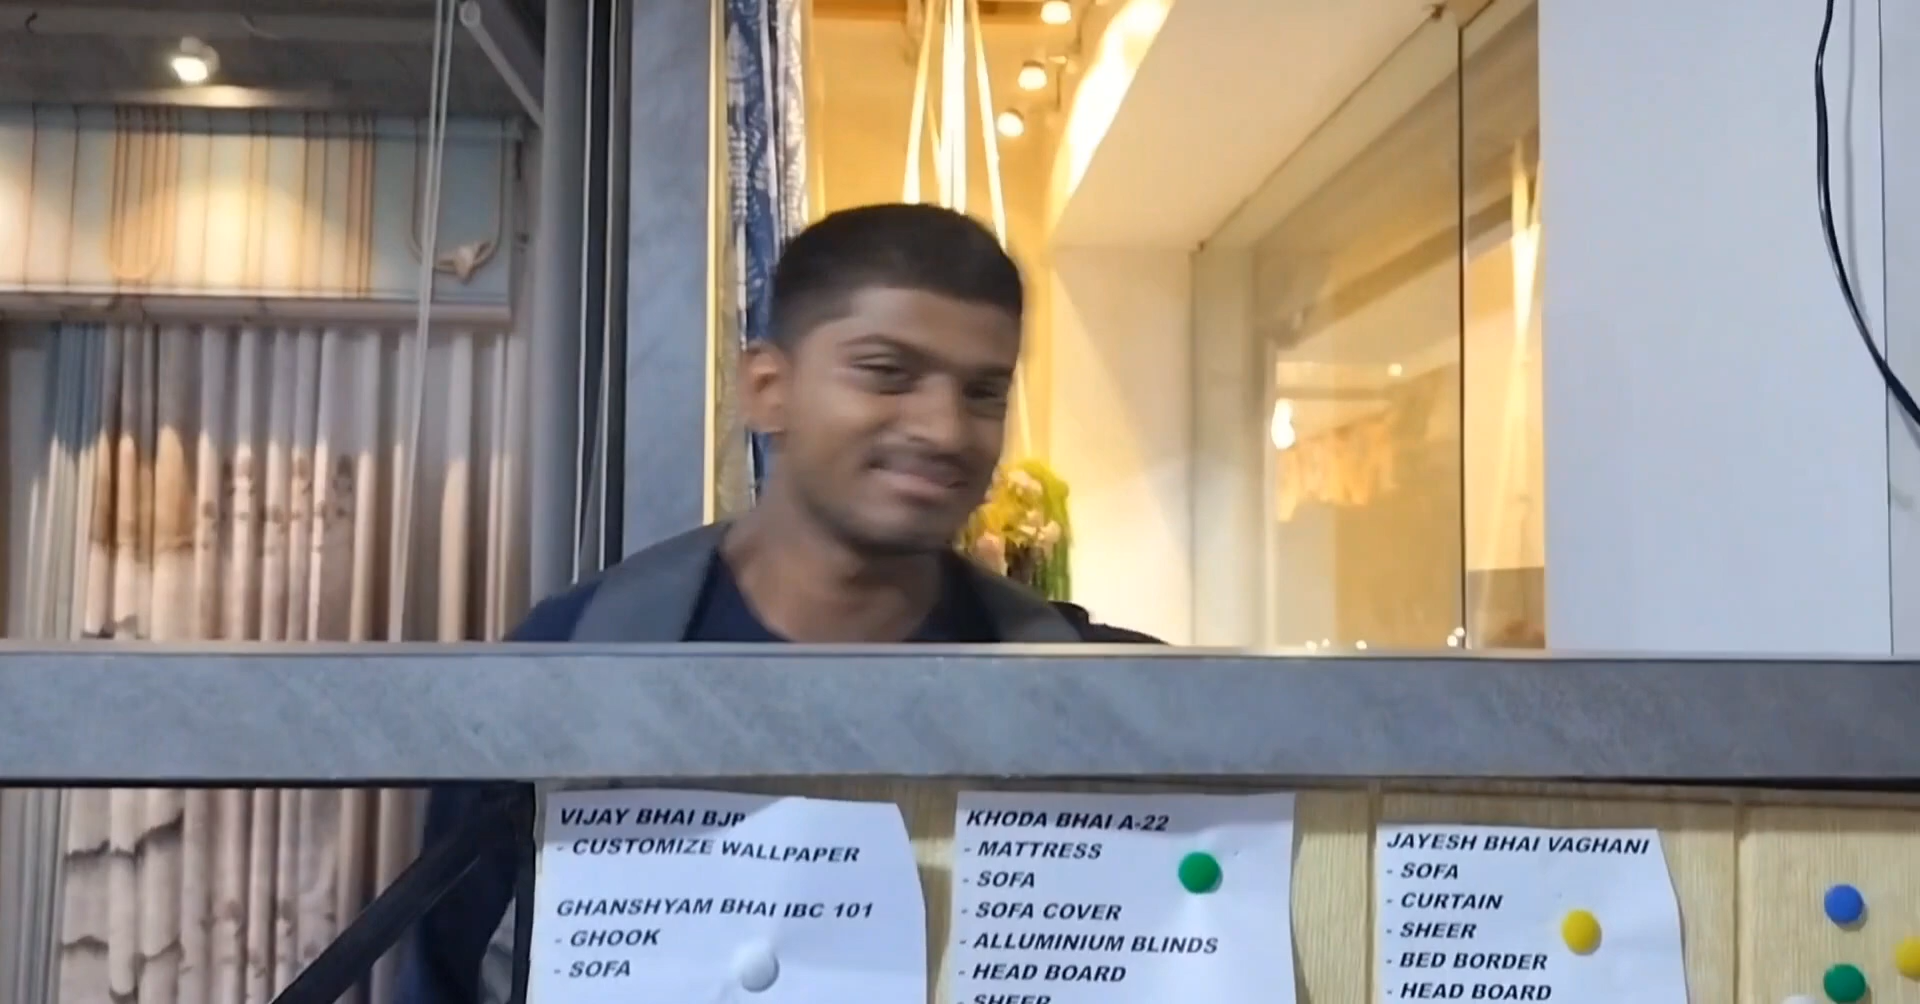 VIJAY BHAI BJP
- CUSTOMIZE WALLPAPER
GHANSHYAM BHAI IBC 101
- GHOOK
- SOFA
KHODA BHAI A-22
- MATTRESS
- SOFA
- SOFA COVER
- ALLUMINIUM BLINDS
- HEAD BOARD
- SHEER
JAYESH BHAI VAGHANI
- SOFA
- CURTAIN
- SHEER
- BED BORDER
- HEAD BOARD